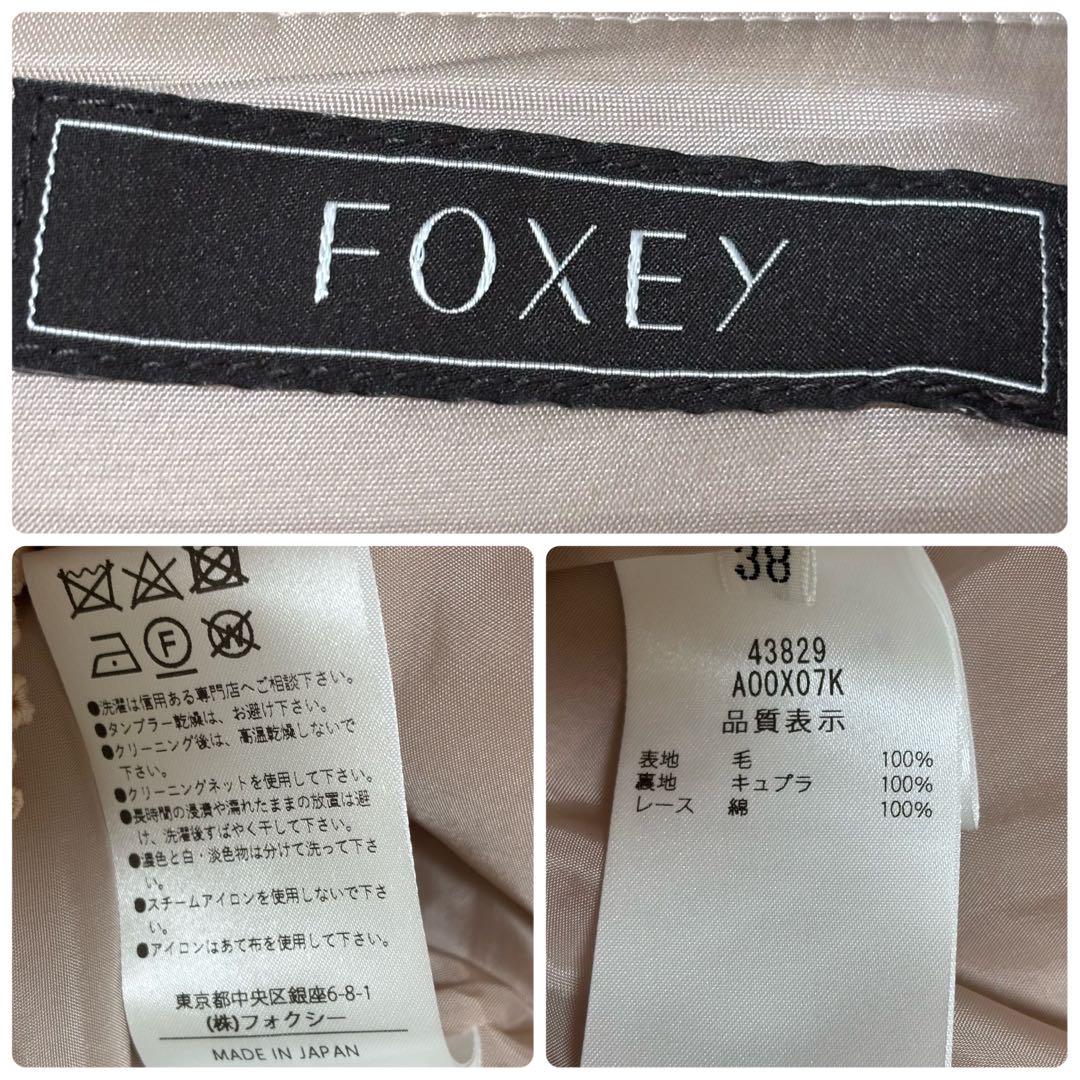 FOXEY
F
W
●洗濯は信用ある専門店へご相談下さい。
●タンブラー乾燥は、お避け下さい。
●クリーニング後は、高温乾燥しないで
下さい。
●クリーニングネットを使用して下さい。
●長時間の浸漬や濡れたままの放置は避
け、洗濯後すばやく干して下さい。
●濃色と白・淡色物は分けて洗って下さ
い。
●スチームアイロンを使用しないで下さ
い。
●アイロンはあて布を使用して下さい。
東京都中央区銀座6-8-1
(株)フォクシー
MADE IN JAPAN
38
43829
A00X07K
品質表示
表地 毛 100%
裏地 キュプラ 100%
レース 綿 100%